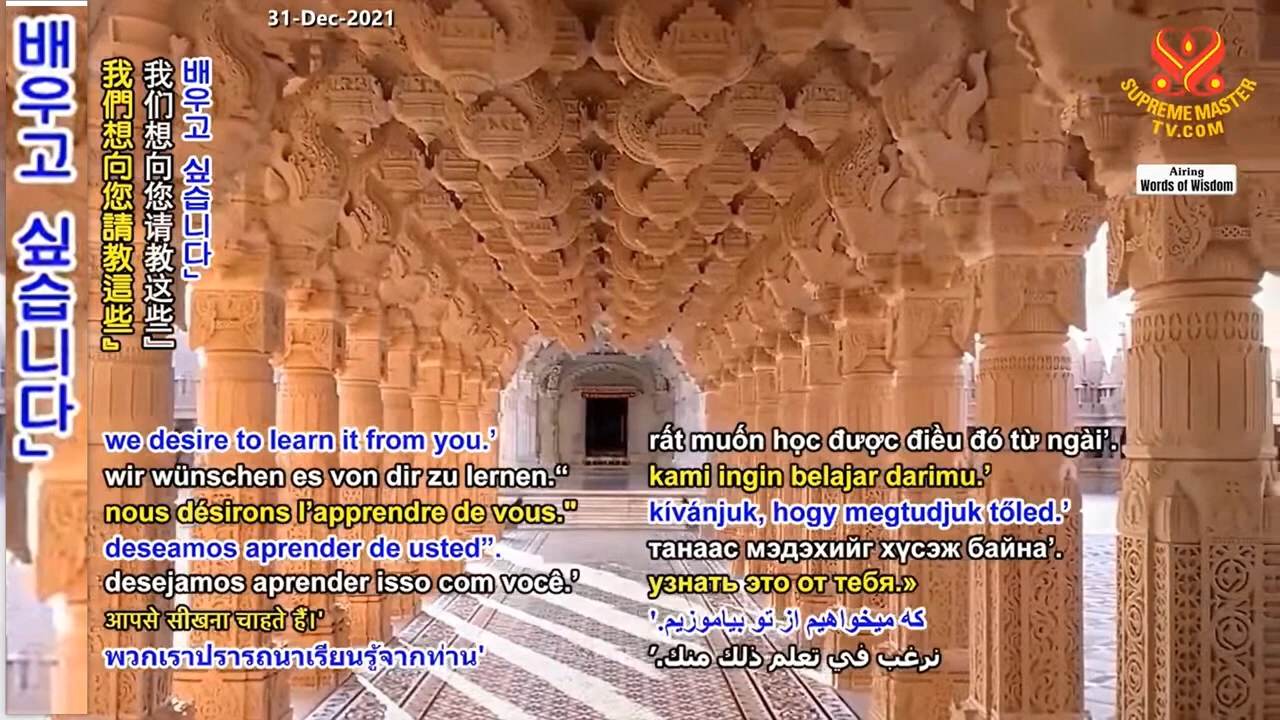 31-Dec-2021
SUPREME MASTER
TV.COM
Airing
Words of Wisdom
배우고 싶습니다」
배우고 싶습니다」
我们想向您请教这些』
我們想向您請教這些』
we desire to learn it from you.’
wir wünschen es von dir zu lernen.“
nous désirons l’apprendre de vous."
deseamos aprender de usted”.
desejamos aprender isso com você.’
आपसे सीखना चाहते हैं।'
พวกเราปรารถนาเรียนรู้จากท่าน'
rất muốn học được điều đó từ ngài’.
kami ingin belajar darimu.’
kívánjuk, hogy megtudjuk tőled.’
танаас мэдэхийг хүсэж байна’.
узнать это от тебя.»
که میخواهیم از تو بیاموزیم.'
نرغب في تعلم ذلك منك.’